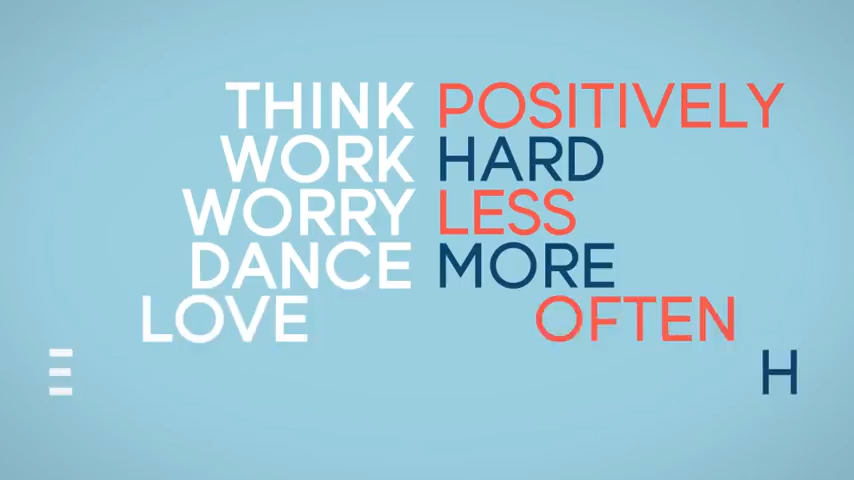 THINK POSITIVELY
WORK HARD
WORRY LESS
DANCE MORE
LOVE OFTEN
E H